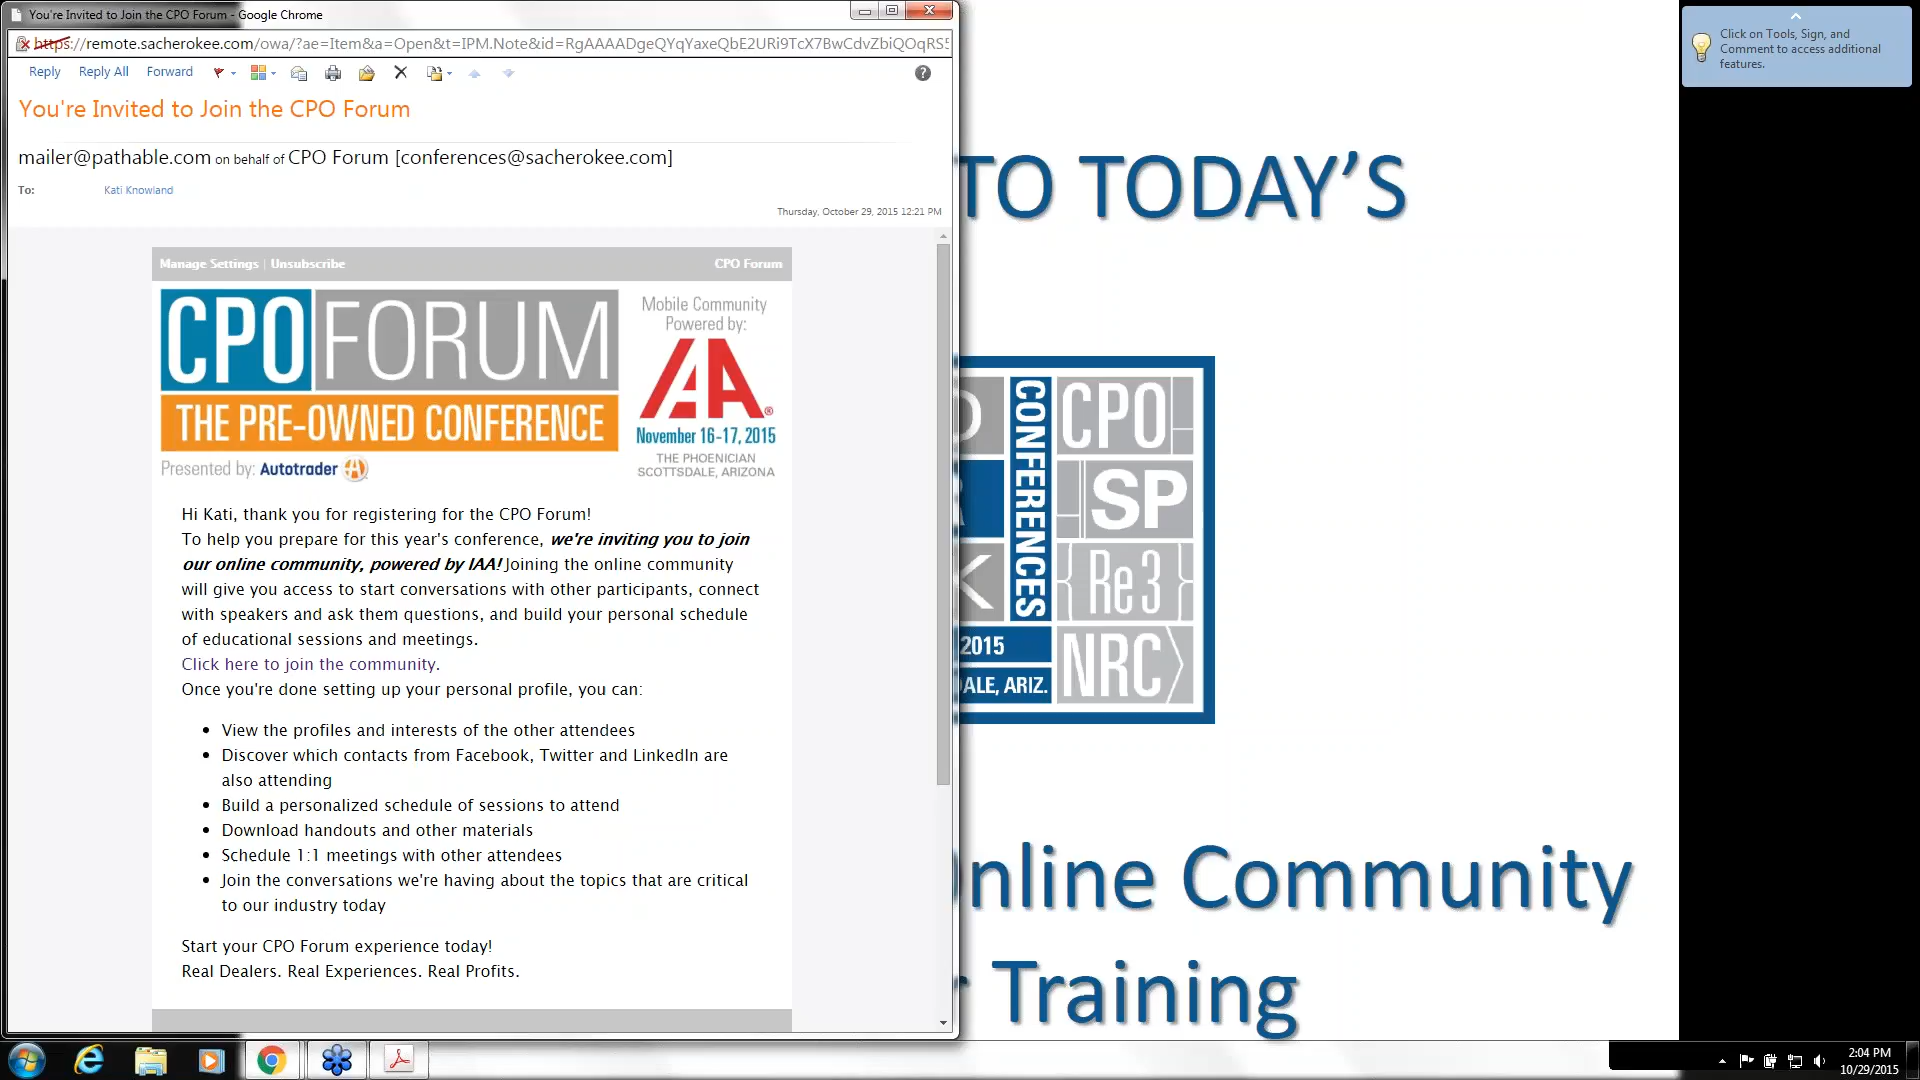 You're Invited to Join the CPO Forum - Google Chrome
https://remote.sacherokee.com/owa/?ae=Item&a=Open&t=IPM.Note&id=RgAAAADgeQYqYaxeQbE2URi9TcX7BwCdvZbiQOqRS5
Reply Reply All Forward
You're Invited to Join the CPO Forum
mailer@pathable.com on behalf of CPO Forum [conferences@sacherokee.com]
To: Kati Knowland
Thursday, October 29, 2015 12:21 PM
Manage Settings | Unsubscribe CPO Forum
CPO FORUM
THE PRE-OWNED CONFERENCE
Presented by: Autotrader
Mobile Community
Powered by:
IAA®
November 16-17, 2015
THE PHOENICIAN
SCOTTSDALE, ARIZONA
Hi Kati, thank you for registering for the CPO Forum!
To help you prepare for this year's conference, we're inviting you to join
our online community, powered by IAA! Joining the online community
will give you access to start conversations with other participants, connect
with speakers and ask them questions, and build your personal schedule
of educational sessions and meetings.
Click here to join the community.
Once you're done setting up your personal profile, you can:
• View the profiles and interests of the other attendees
• Discover which contacts from Facebook, Twitter and LinkedIn are
also attending
• Build a personalized schedule of sessions to attend
• Download handouts and other materials
• Schedule 1:1 meetings with other attendees
• Join the conversations we're having about the topics that are critical
to our industry today
Start your CPO Forum experience today!
Real Dealers. Real Experiences. Real Profits.
TO TODAY'S
CONFERENCES
CPO
SP
{Re3}
NRC
2015
DALE, ARIZ.
nline Community
r Training
Click on Tools, Sign, and
Comment to access additional
features.
2:04 PM
10/29/2015